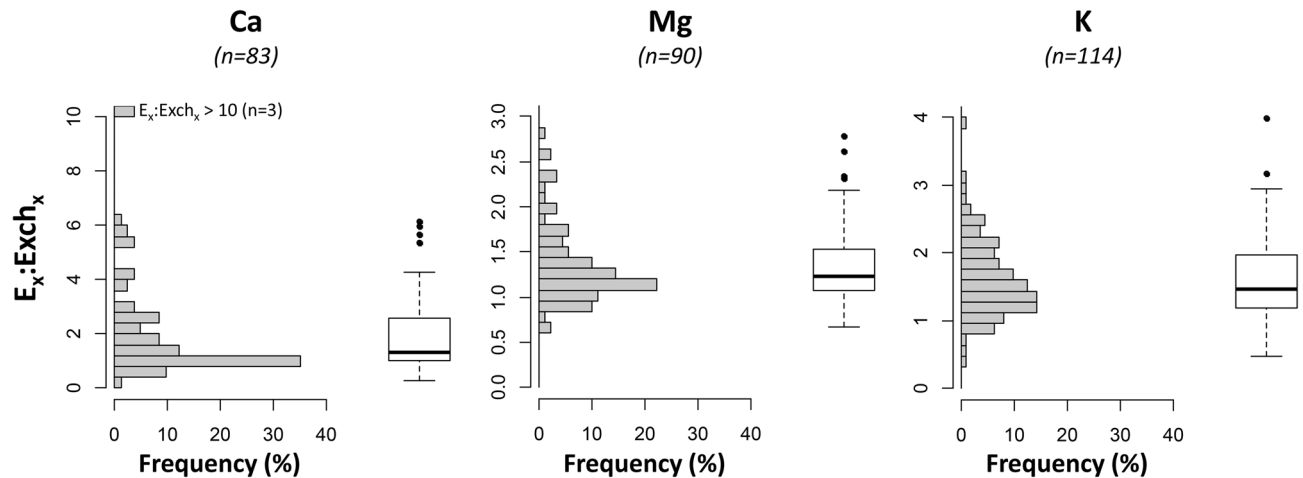 Ca
(n=83)
Eₓ:Exchₓ > 10 (n=3)
Eₓ:Exchₓ
10
8
6
4
2
0
0 10 20 30 40
Frequency (%)
Mg
(n=90)
3.0
2.5
2.0
1.5
1.0
0.5
0.0
0 10 20 30 40
Frequency (%)
K
(n=114)
4
3
2
1
0
0 10 20 30 40
Frequency (%)